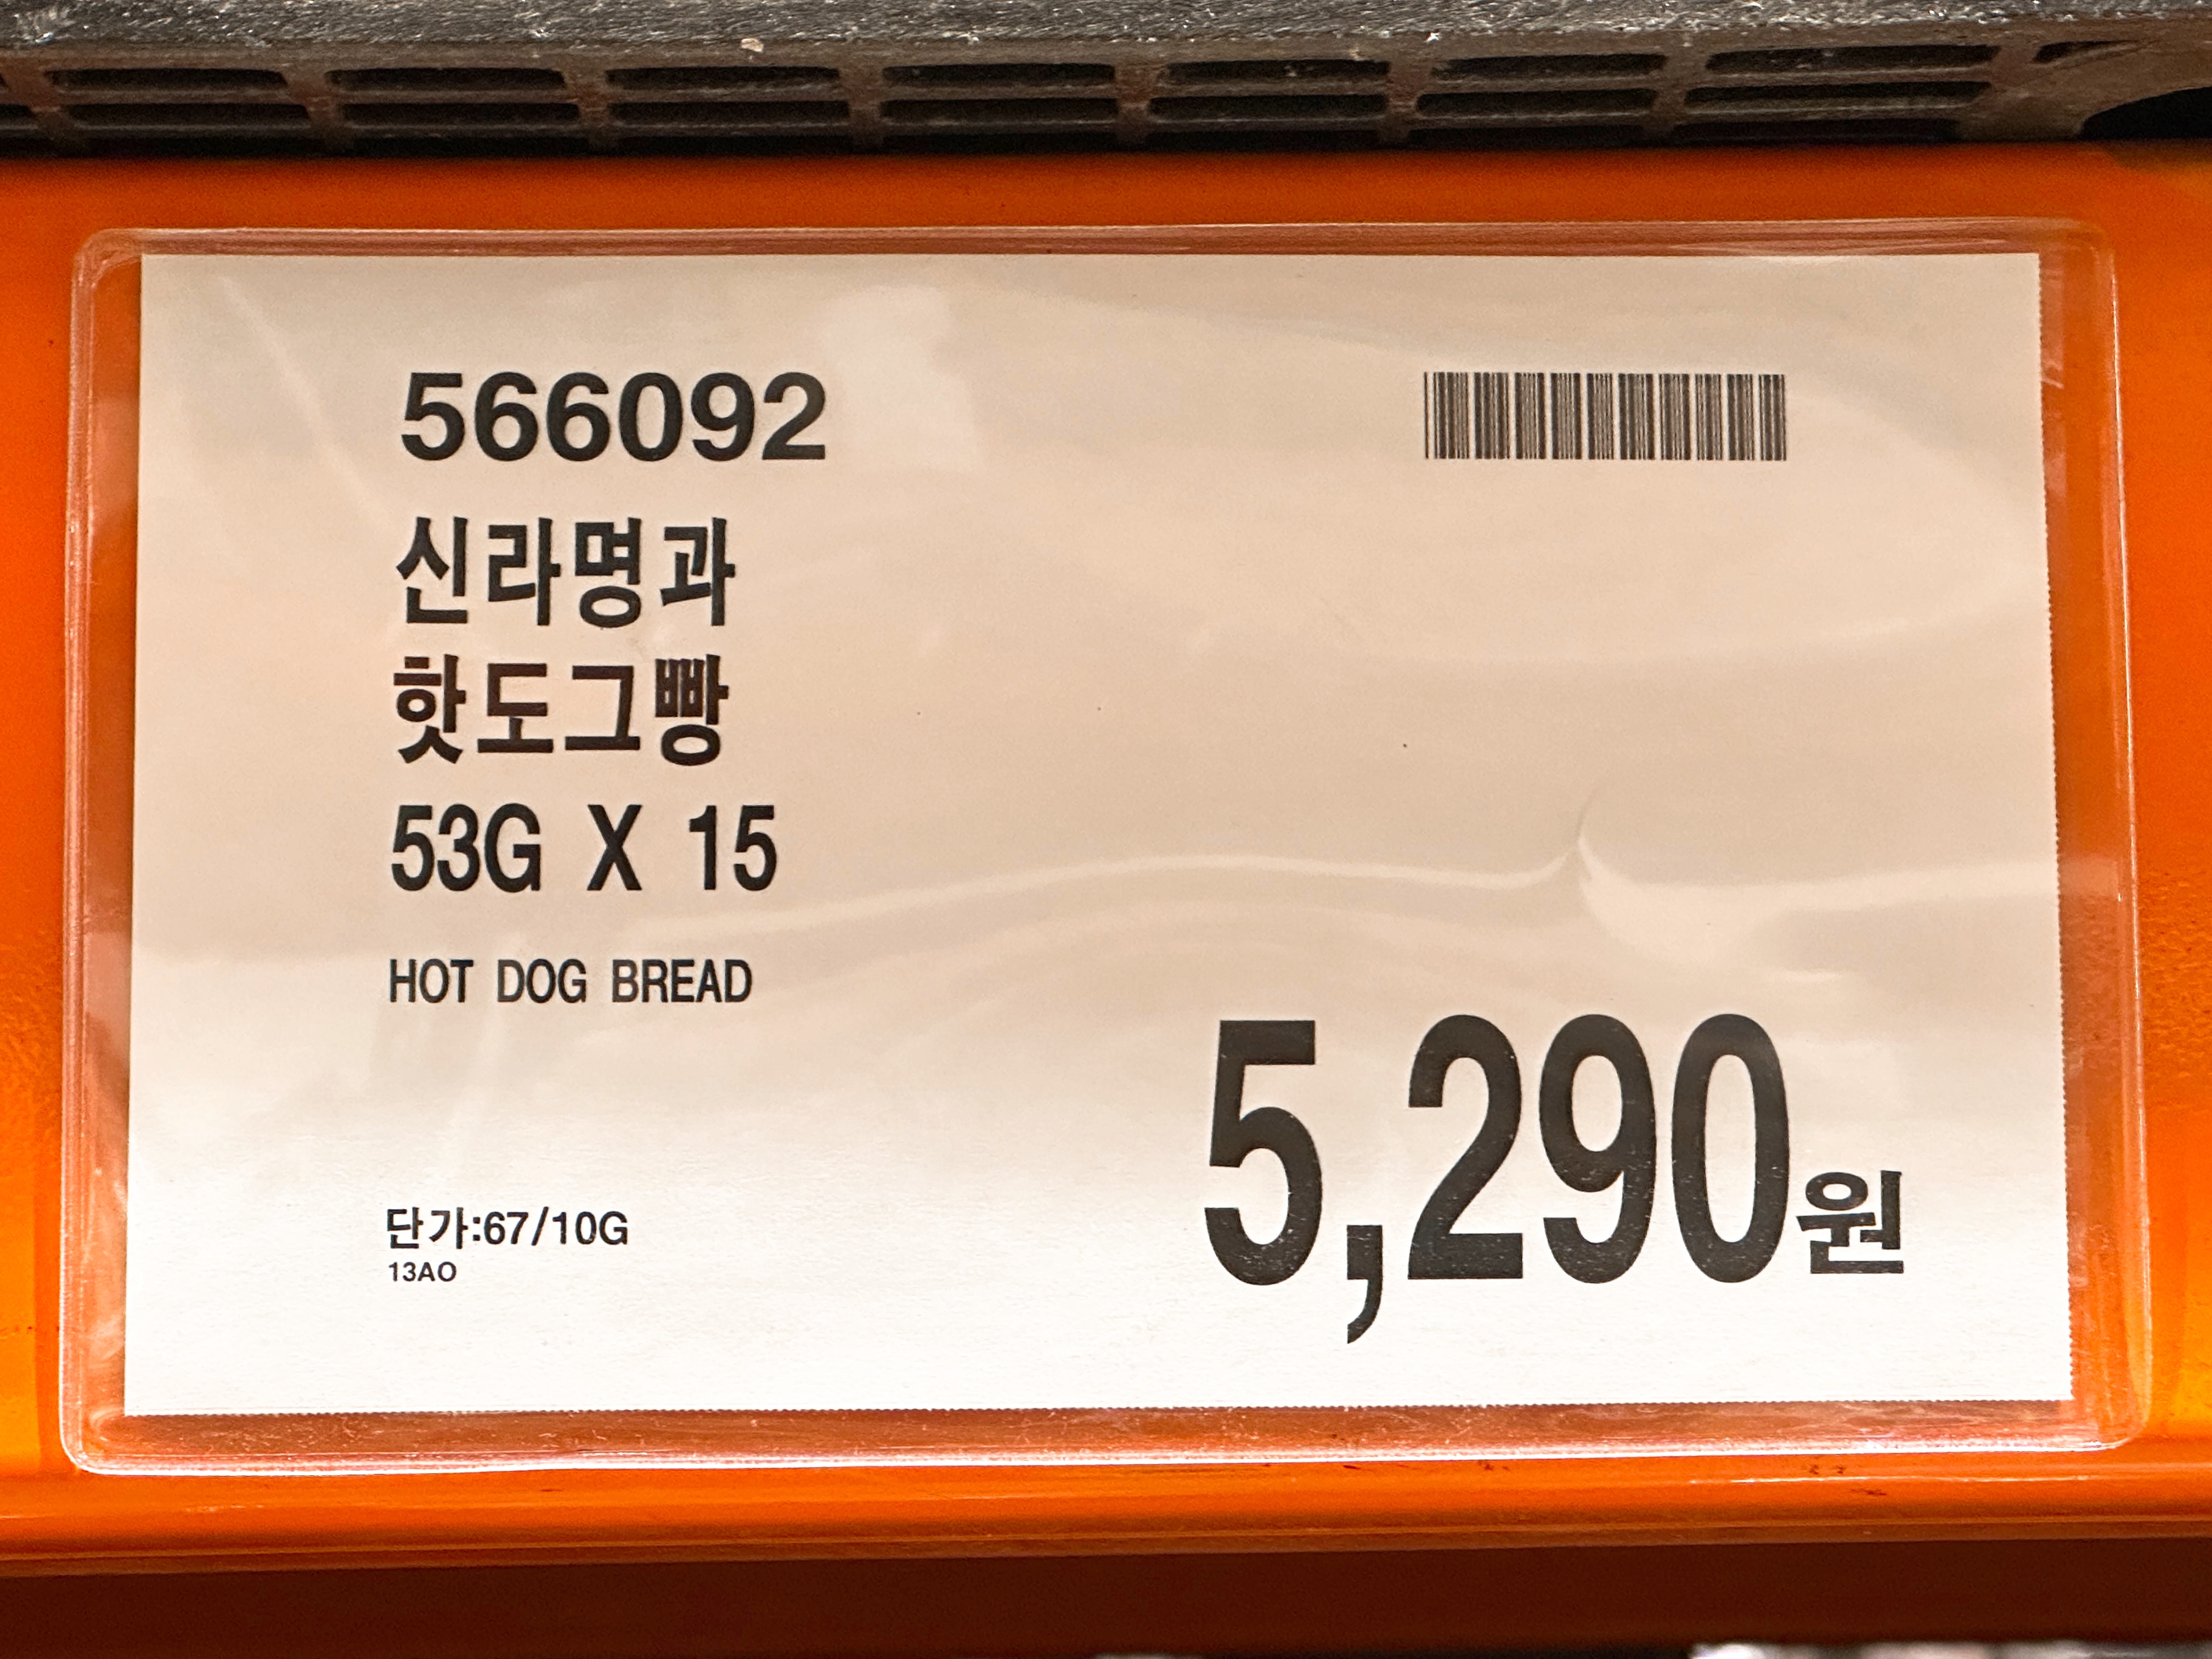 566092
신라명과
핫도그빵
53G X 15
HOT DOG BREAD
5,290원
단가:67/10G
13AO